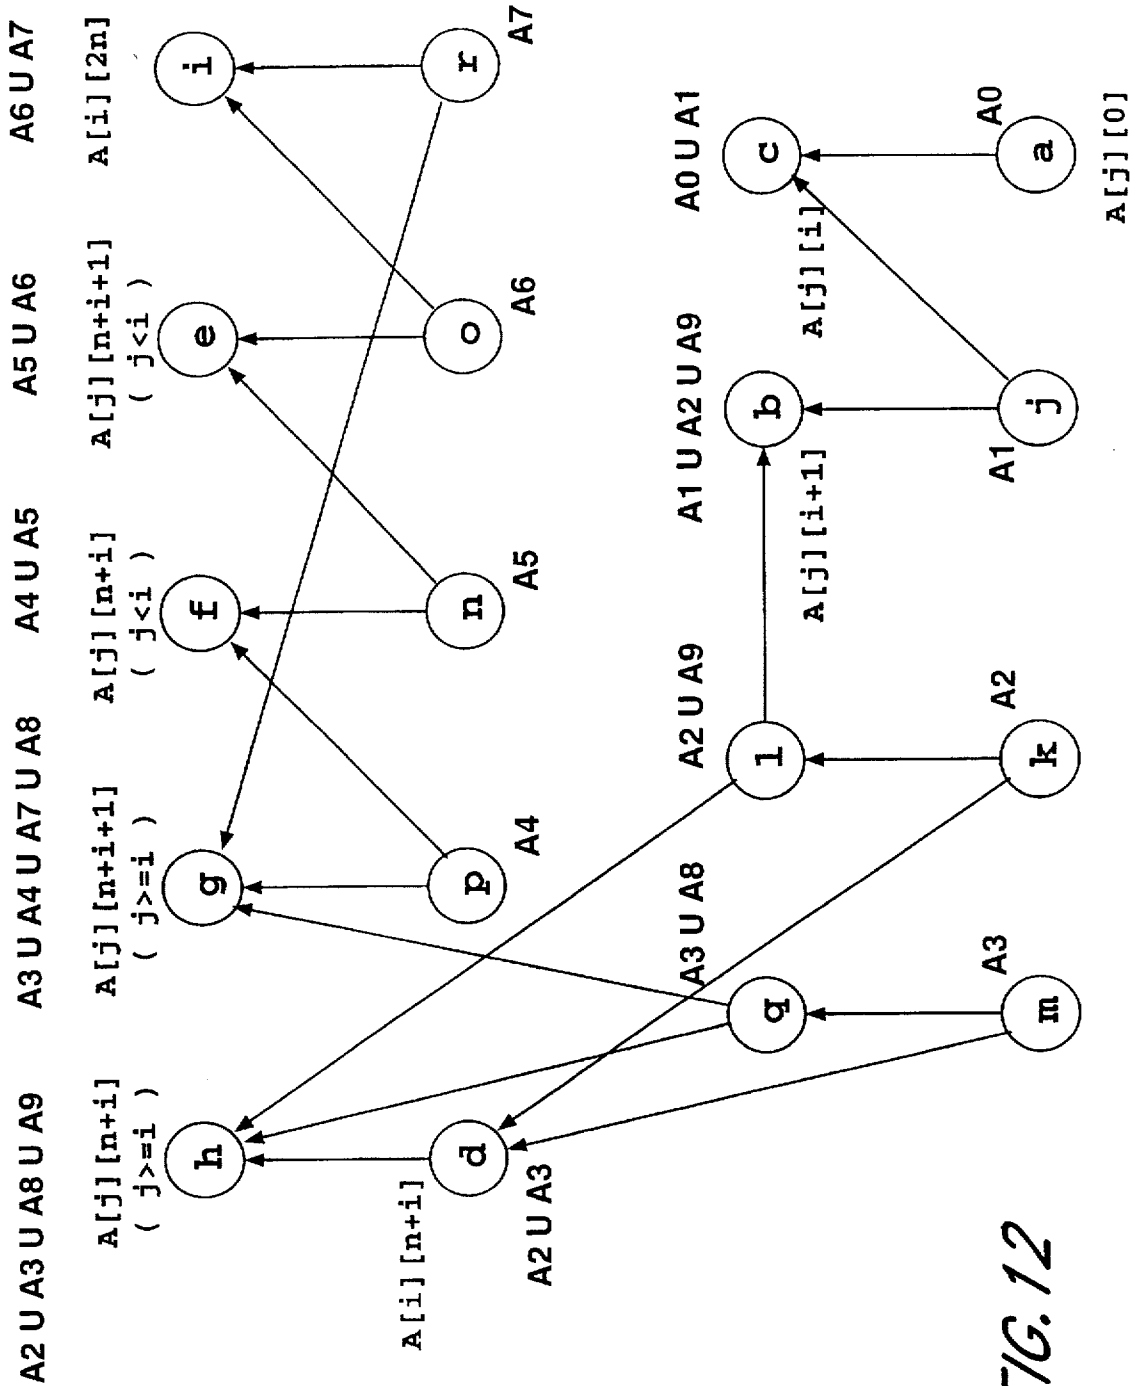 A2 U A3 U A8 U A9
A3 U A4 U A7 U A8
A4 U A5
A5 U A6
A6 U A7
A[j][n+i]
( j>=i )
A[j][n+i+1]
( j>=i )
A[j][n+i]
( j<i )
A[j][n+i+1]
( j<i )
A[i][2n]
h
g
f
e
i
A[i][n+i]
d
p
n
o
r
A2 U A3
A4
A5
A6
A7
A3 U A8
A2 U A9
A1 U A2 U A9
A0 U A1
q
l
b
c
A[j][i+1]
A[j][i]
A3
A2
A1
A0
m
k
j
a
A[j][0]
FIG. 12